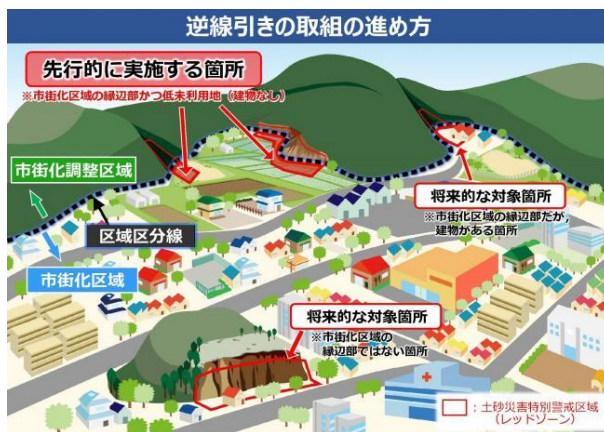 逆線引きの取組の進め方
先行的に実施する箇所
※市街化区域の縁辺部かつ低未利用地(建物なし)
市街化調整区域
区域区分線
市街化区域
将来的な対象箇所
※市街化区域の縁辺部だが，
建物がある箇所
将来的な対象箇所
※市街化区域の
縁辺部ではない箇所
：土砂災害特別警戒区域
(レッドゾーン)